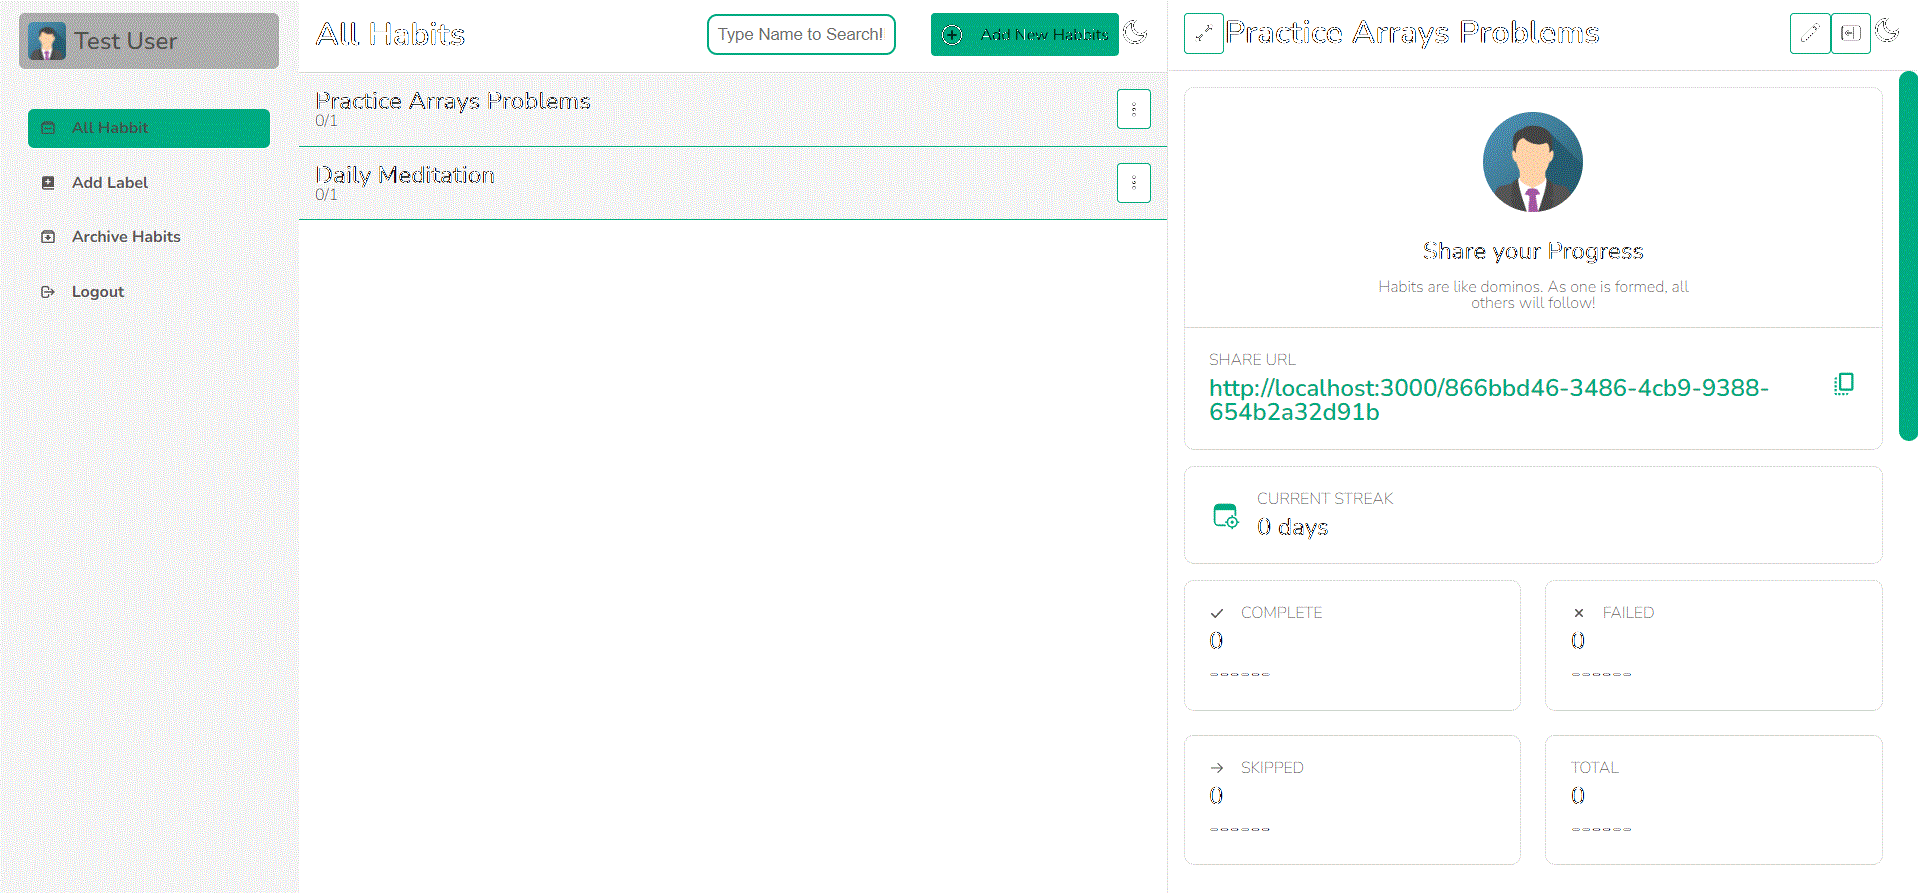 Test User
All Habbit
Add Label
Archive Habits
Logout
All Habits
Type Name to Search!
Add New Habbits
Practice Arrays Problems
0/1
Daily Meditation
0/1
Practice Arrays Problems
Share your Progress
Habits are like dominos. As one is formed, all
others will follow!
SHARE URL
http://localhost:3000/866bbd46-3486-4cb9-9388-
654b2a32d91b
CURRENT STREAK
0 days
COMPLETE
0
------
FAILED
0
------
SKIPPED
0
------
TOTAL
0
------